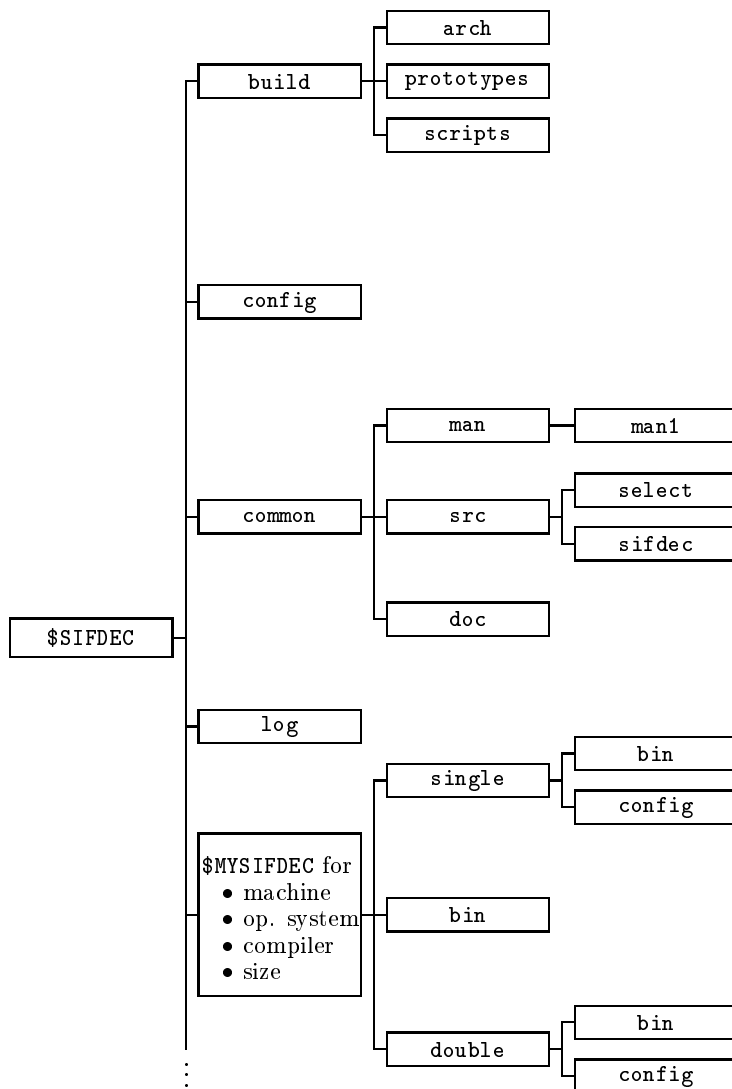 arch
build
prototypes
scripts
config
man
man1
common
src
select
sifdec
doc
$SIFDEC
log
single
bin
config
$MYSIFDEC for
• machine
• op. system
• compiler
• size
bin
double
bin
config